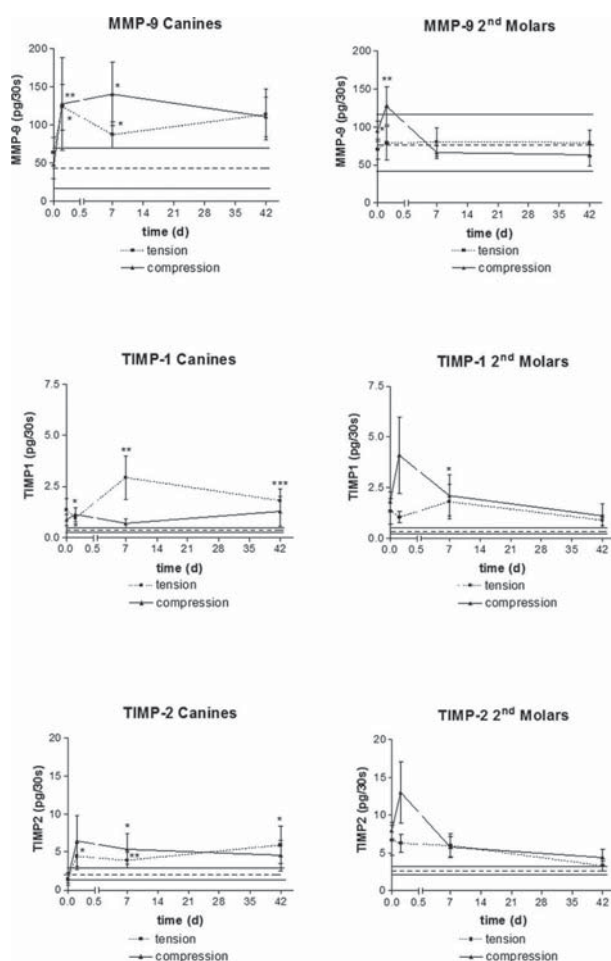 MMP-9 Canines
MMP-9 (pg/30s)
200
150
100
50
0
**
*
*
*
0.0 0.5 7 14 21 28 35 42
time (d)
tension
compression
MMP-9 2nd Molars
MMP-9 (pg/30s)
200
150
100
50
0
**
*
0.0 0.5 7 14 21 28 35 42
time (d)
tension
compression
TIMP-1 Canines
TIMP1 (pg/30s)
7.5
5.0
2.5
0.0
*
**
***
0.0 0.5 7 14 21 28 35 42
time (d)
tension
compression
TIMP-1 2nd Molars
TIMP1 (pg/30s)
7.5
5.0
2.5
0.0
*
0.0 0.5 7 14 21 28 35 42
time (d)
tension
compression
TIMP-2 Canines
TIMP2 (pg/30s)
20
15
10
5
0
*
*
**
*
0.0 0.5 7 14 21 28 35 42
time (d)
tension
compression
TIMP-2 2nd Molars
TIMP2 (pg/30s)
20
15
10
5
0
0.0 0.5 7 14 21 28 35 42
time (d)
tension
compression